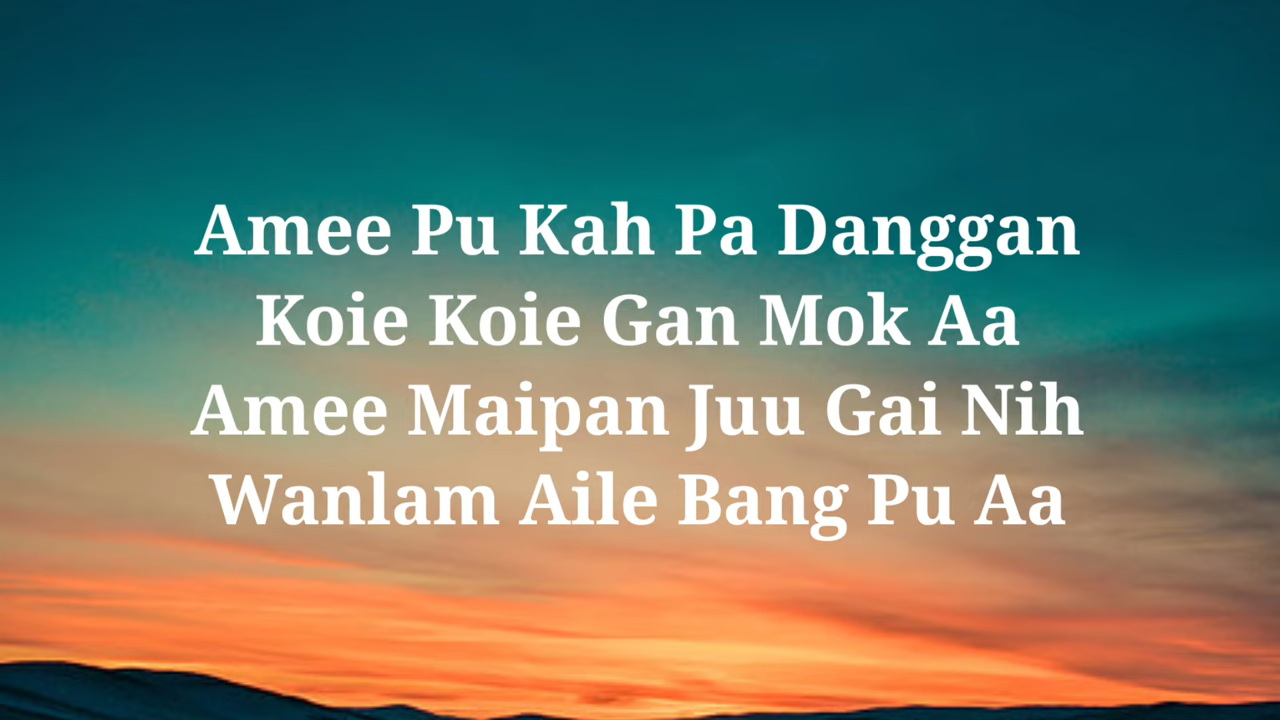 Amee Pu Kah Pa Danggan
Koie Koie Gan Mok Aa
Amee Maipan Juu Gai Nih
Wanlam Aile Bang Pu Aa